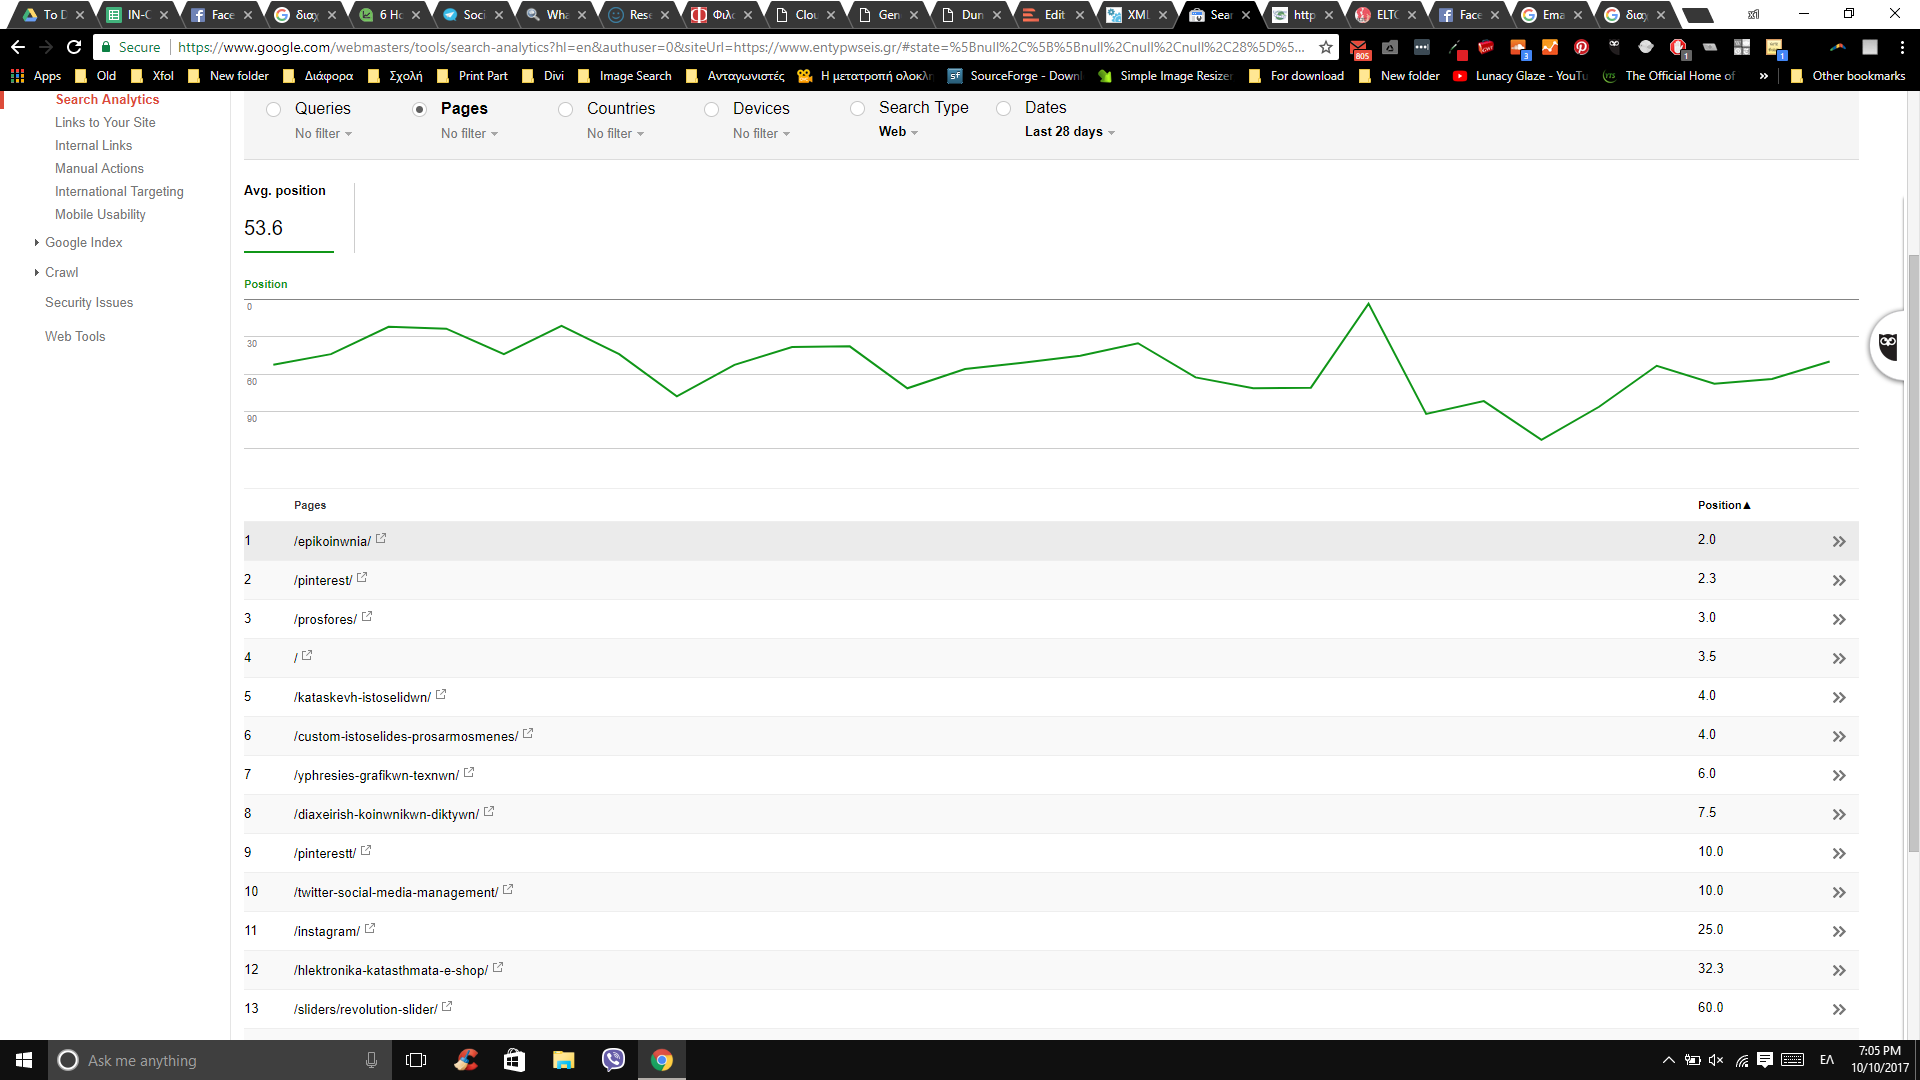 To D
IN-C
Face
διαχ
6 Ho
Soci
Wha
Rese
Φιλο
Clou
Gen
Dun
Edit
XML
Sear
http
ELTC
Face
Ema
διαχ
Secure https://www.google.com/webmasters/tools/search-analytics?hl=en&authuser=0&siteUrl=https://www.entypwseis.gr/#state=%5Bnull%2C%5B%5Bnull%2Cnull%2Cnull%2C28%5D%5...
805
3
1
1
Apps Old Xfol New folder Διάφορα Σχολή Print Part Divi Image Search Ανταγωνιστές Η μετατροπή ολοκλη SourceForge - Downl Simple Image Resizer For download New folder Lunacy Glaze - YouTu The Official Home of » Other bookmarks
Search Analytics
Links to Your Site
Internal Links
Manual Actions
International Targeting
Mobile Usability
Google Index
Crawl
Security Issues
Web Tools
Queries Pages Countries Devices Search Type Dates
No filter No filter No filter No filter Web Last 28 days
Avg. position
53.6
Position
0
30
60
90
Pages Position▲
1 /epikoinwnia/ 2.0
2 /pinterest/ 2.3
3 /prosfores/ 3.0
4 / 3.5
5 /kataskevh-istoselidwn/ 4.0
6 /custom-istoselides-prosarmosmenes/ 4.0
7 /yphresies-grafikwn-texnwn/ 6.0
8 /diaxeirish-koinwnikwn-diktywn/ 7.5
9 /pinterestt/ 10.0
10 /twitter-social-media-management/ 10.0
11 /instagram/ 25.0
12 /hlektronika-katasthmata-e-shop/ 32.3
13 /sliders/revolution-slider/ 60.0
Ask me anything
ΕΛ
7:05 PM
10/10/2017